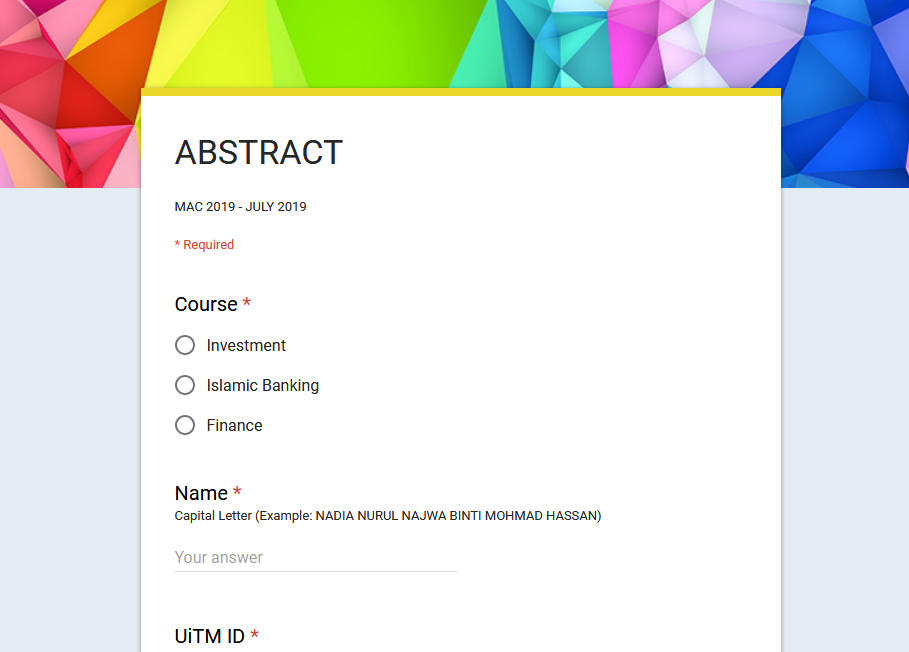 ABSTRACT
MAC 2019 - JULY 2019
* Required
Course *
Investment
Islamic Banking
Finance
Name *
Capital Letter (Example: NADIA NURUL NAJWA BINTI MOHMAD HASSAN)
Your answer
UiTM ID *